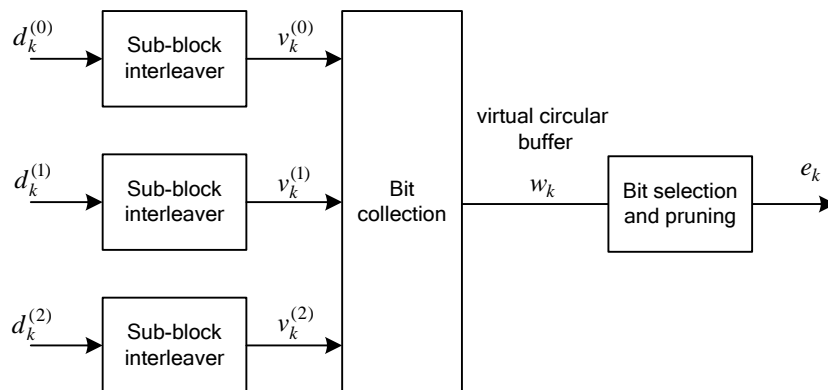 d_k^{(0)}
Sub-block
interleaver
v_k^{(0)}
d_k^{(1)}
Sub-block
interleaver
v_k^{(1)}
d_k^{(2)}
Sub-block
interleaver
v_k^{(2)}
Bit
collection
virtual circular
buffer
w_k
Bit selection
and pruning
e_k